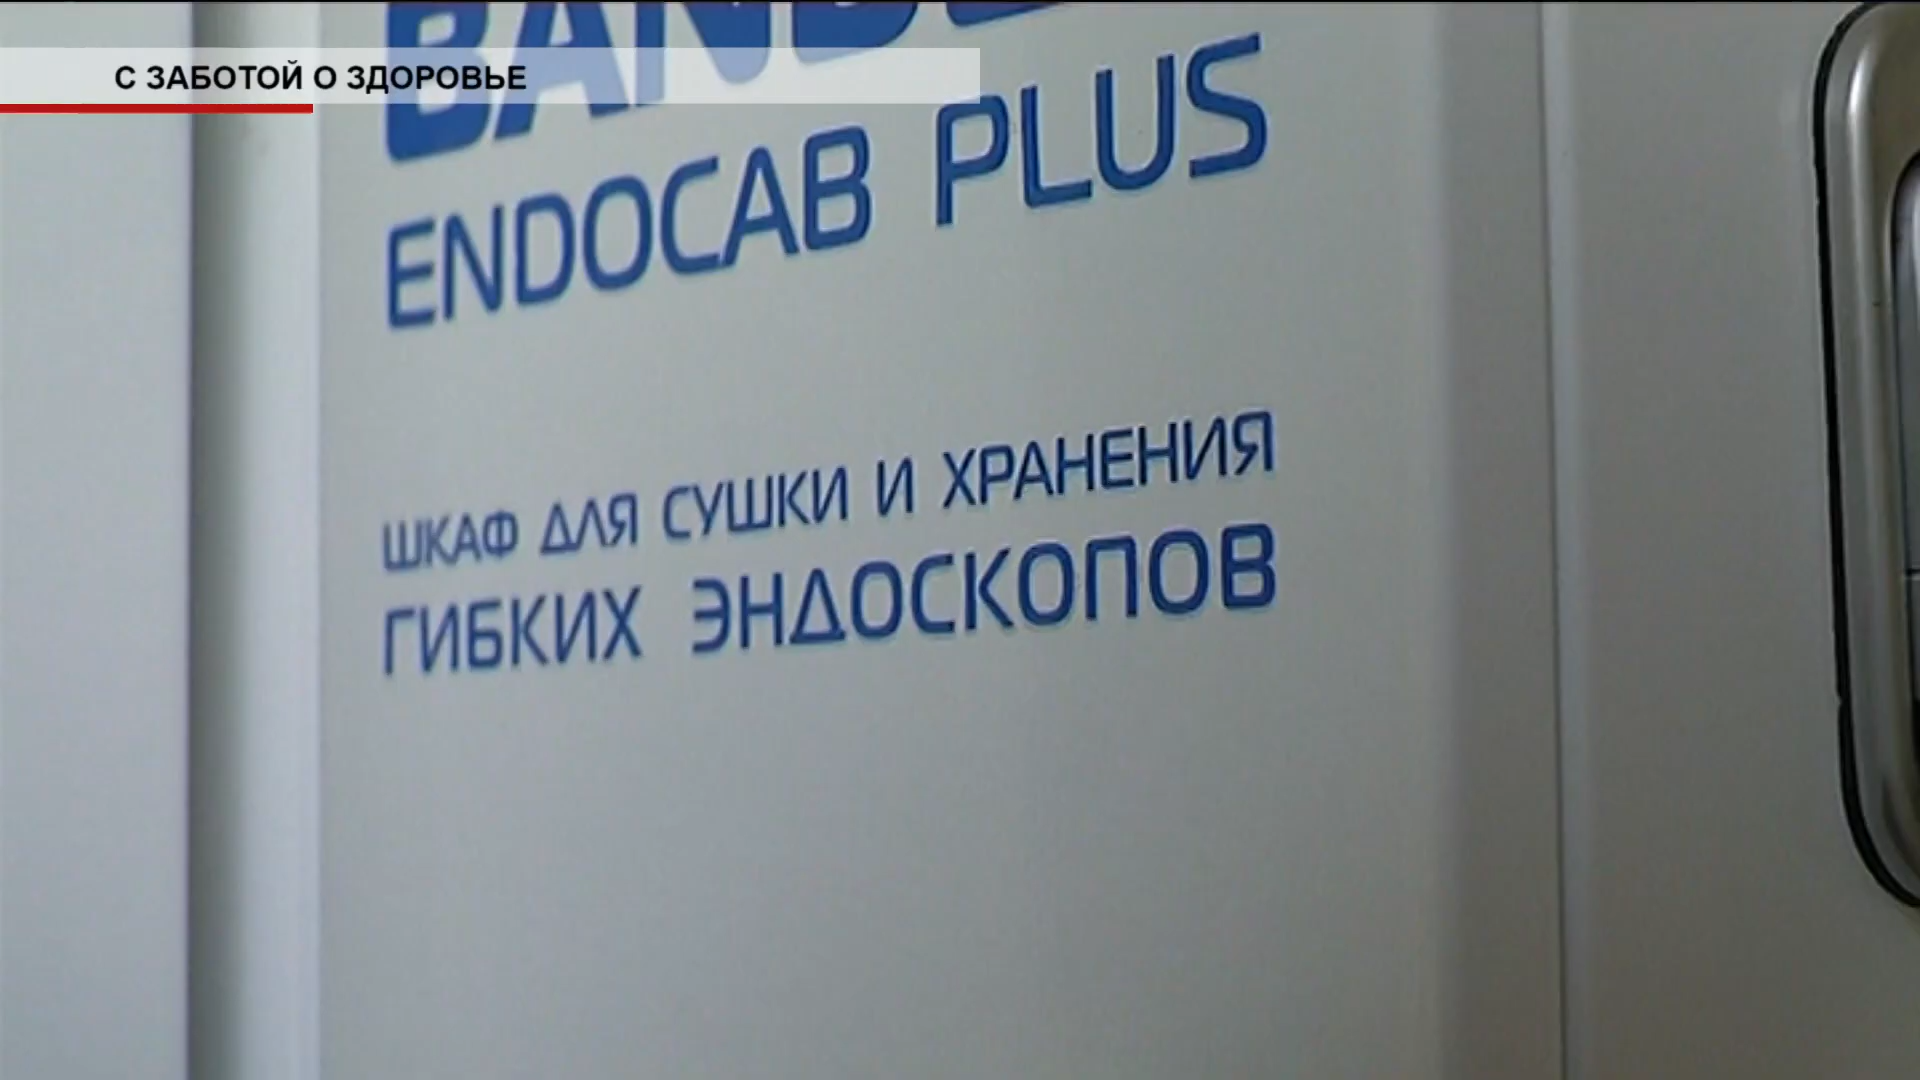 С ЗАБОТОЙ О ЗДОРОВЬЕ
ENDOCAB PLUS
ШКАФ ДЛЯ СУШКИ И ХРАНЕНИЯ
ГИБКИХ ЭНДОСКОПОВ